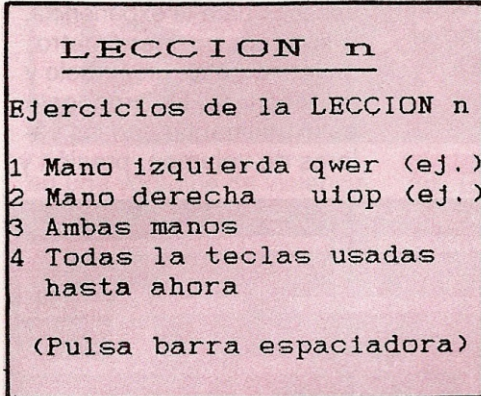 LECCION n
Ejercicios de la LECCION n
1 Mano izquierda qwer (ej.)
2 Mano derecha uiop (ej.)
3 Ambas manos
4 Todas la teclas usadas
hasta ahora
(Pulsa barra espaciadora)